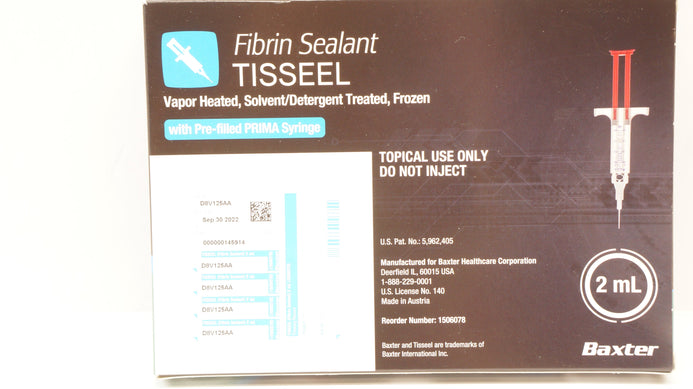 Fibrin Sealant
TISSEEL
Vapor Heated, Solvent/Detergent Treated, Frozen
with Pre-filled PRIMA Syringe
TOPICAL USE ONLY
DO NOT INJECT
D8V125AA
Sep 30 2022
000000145914
D8V125AA
D8V125AA
D8V125AA
D8V125AA
U.S. Pat. No.: 5,962,405
Manufactured for Baxter Healthcare Corporation
Deerfield IL, 60015 USA
1-888-229-0001
U.S. License No. 140
Made in Austria
Reorder Number: 1506078
2 mL
Baxter and Tisseel are trademarks of
Baxter International Inc.
Baxter